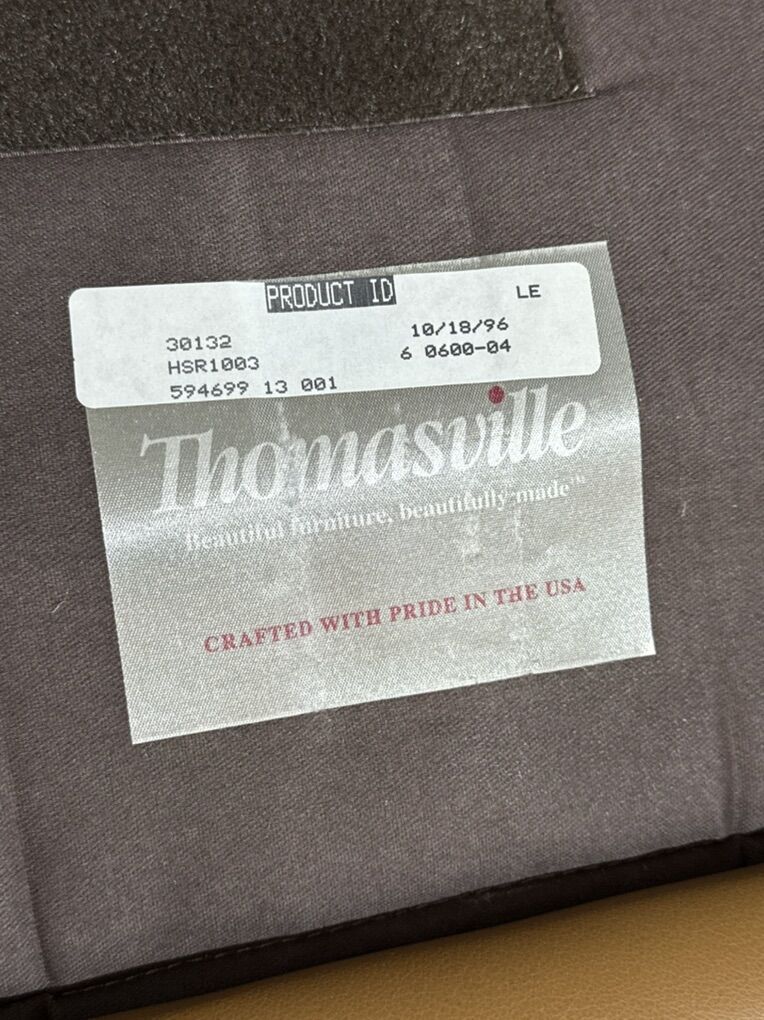 PRODUCT ID LE
30132 10/18/96
HSR1003 6 0600-04
594699 13 001
Thomasville
Beautiful furniture, beautifully made™
CRAFTED WITH PRIDE IN THE USA